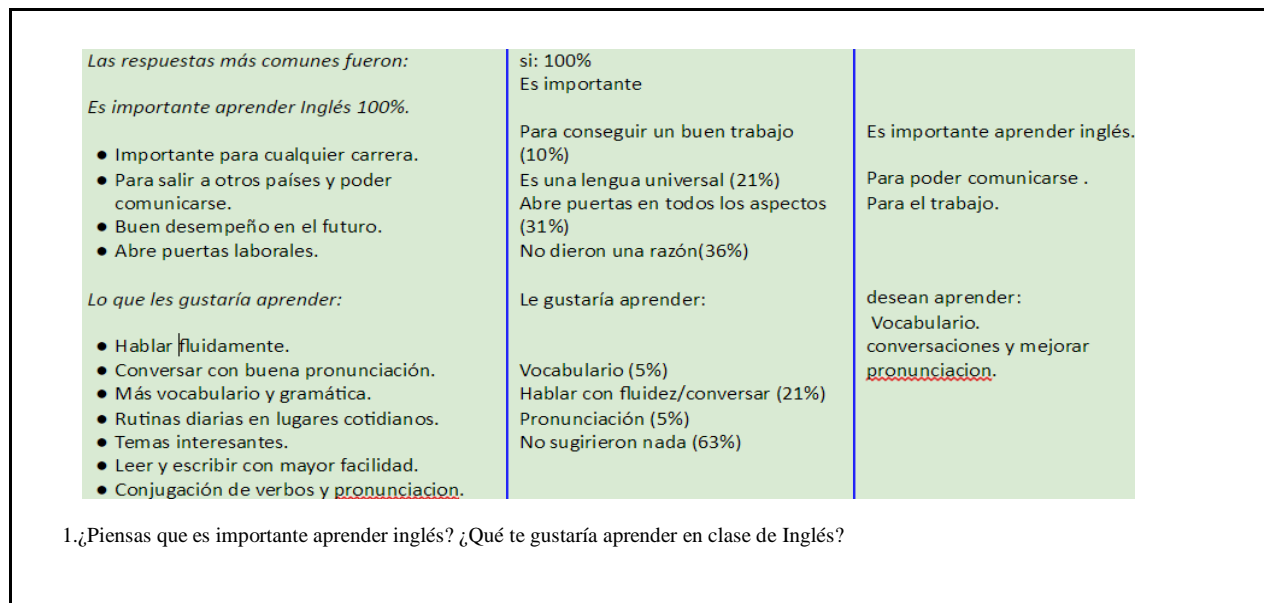 Las respuestas más comunes fueron:
Es importante aprender Inglés 100%.
● Importante para cualquier carrera.
● Para salir a otros países y poder
comunicarse.
● Buen desempeño en el futuro.
● Abre puertas laborales.
Lo que les gustaría aprender:
● Hablar fluidamente.
● Conversar con buena pronunciación.
● Más vocabulario y gramática.
● Rutinas diarias en lugares cotidianos.
● Temas interesantes.
● Leer y escribir con mayor facilidad.
● Conjugación de verbos y pronunciacion.
si: 100%
Es importante
Para conseguir un buen trabajo
(10%)
Es una lengua universal (21%)
Abre puertas en todos los aspectos
(31%)
No dieron una razón(36%)
Le gustaría aprender:
Vocabulario (5%)
Hablar con fluidez/conversar (21%)
Pronunciación (5%)
No sugirieron nada (63%)
Es importante aprender inglés.
Para poder comunicarse .
Para el trabajo.
desean aprender:
Vocabulario.
conversaciones y mejorar
pronunciacion.
1.¿Piensas que es importante aprender inglés? ¿Qué te gustaría aprender en clase de Inglés?